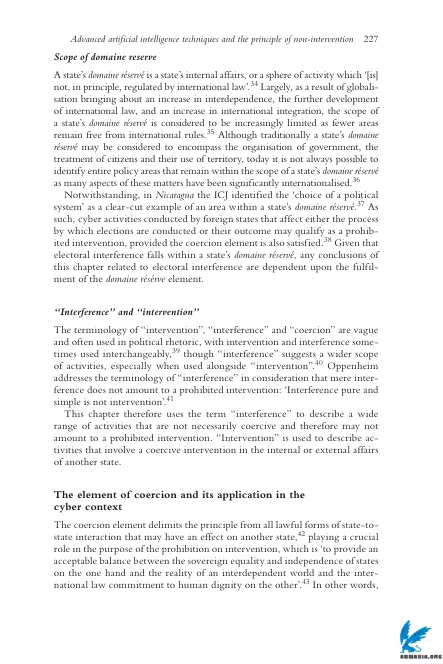 Advanced artificial intelligence techniques and the principle of non-intervention 227
Scope of domaine reserve
A state's domaine réservé is a state's internal affairs, or a sphere of activity which '[is]
not, in principle, regulated by international law'.34 Largely, as a result of globali-
sation bringing about an increase in interdependence, the further development
of international law, and an increase in international integration, the scope of
a state's domaine réservé is considered to be increasingly limited as fewer areas
remain free from international rules.35 Although traditionally a state's domaine
réservé may be considered to encompass the organisation of government, the
treatment of citizens and their use of territory, today it is not always possible to
identify entire policy areas that remain within the scope of a state's domaine réservé
as many aspects of these matters have been significantly internationalised.36
Notwithstanding, in Nicaragua the ICJ identified the 'choice of a political
system' as a clear-cut example of an area within a state's domaine réservé.37 As
such, cyber activities conducted by foreign states that affect either the process
by which elections are conducted or their outcome may qualify as a prohib-
ited intervention, provided the coercion element is also satisfied.38 Given that
electoral interference falls within a state's domaine réservé, any conclusions of
this chapter related to electoral interference are dependent upon the fulfil-
ment of the domaine résérve element.
"Interference" and "intervention"
The terminology of "intervention", "interference" and "coercion" are vague
and often used in political rhetoric, with intervention and interference some-
times used interchangeably,39 though "interference" suggests a wider scope
of activities, especially when used alongside "intervention".40 Oppenheim
addresses the terminology of "interference" in consideration that mere inter-
ference does not amount to a prohibited intervention: 'Interference pure and
simple is not intervention'.41
This chapter therefore uses the term "interference" to describe a wide
range of activities that are not necessarily coercive and therefore may not
amount to a prohibited intervention. "Intervention" is used to describe ac-
tivities that involve a coercive intervention in the internal or external affairs
of another state.
The element of coercion and its application in the
cyber context
The coercion element delimits the principle from all lawful forms of state-to-
state interaction that may have an effect on another state,42 playing a crucial
role in the purpose of the prohibition on intervention, which is 'to provide an
acceptable balance between the sovereign equality and independence of states
on the one hand and the reality of an interdependent world and the inter-
national law commitment to human dignity on the other'.43 In other words,